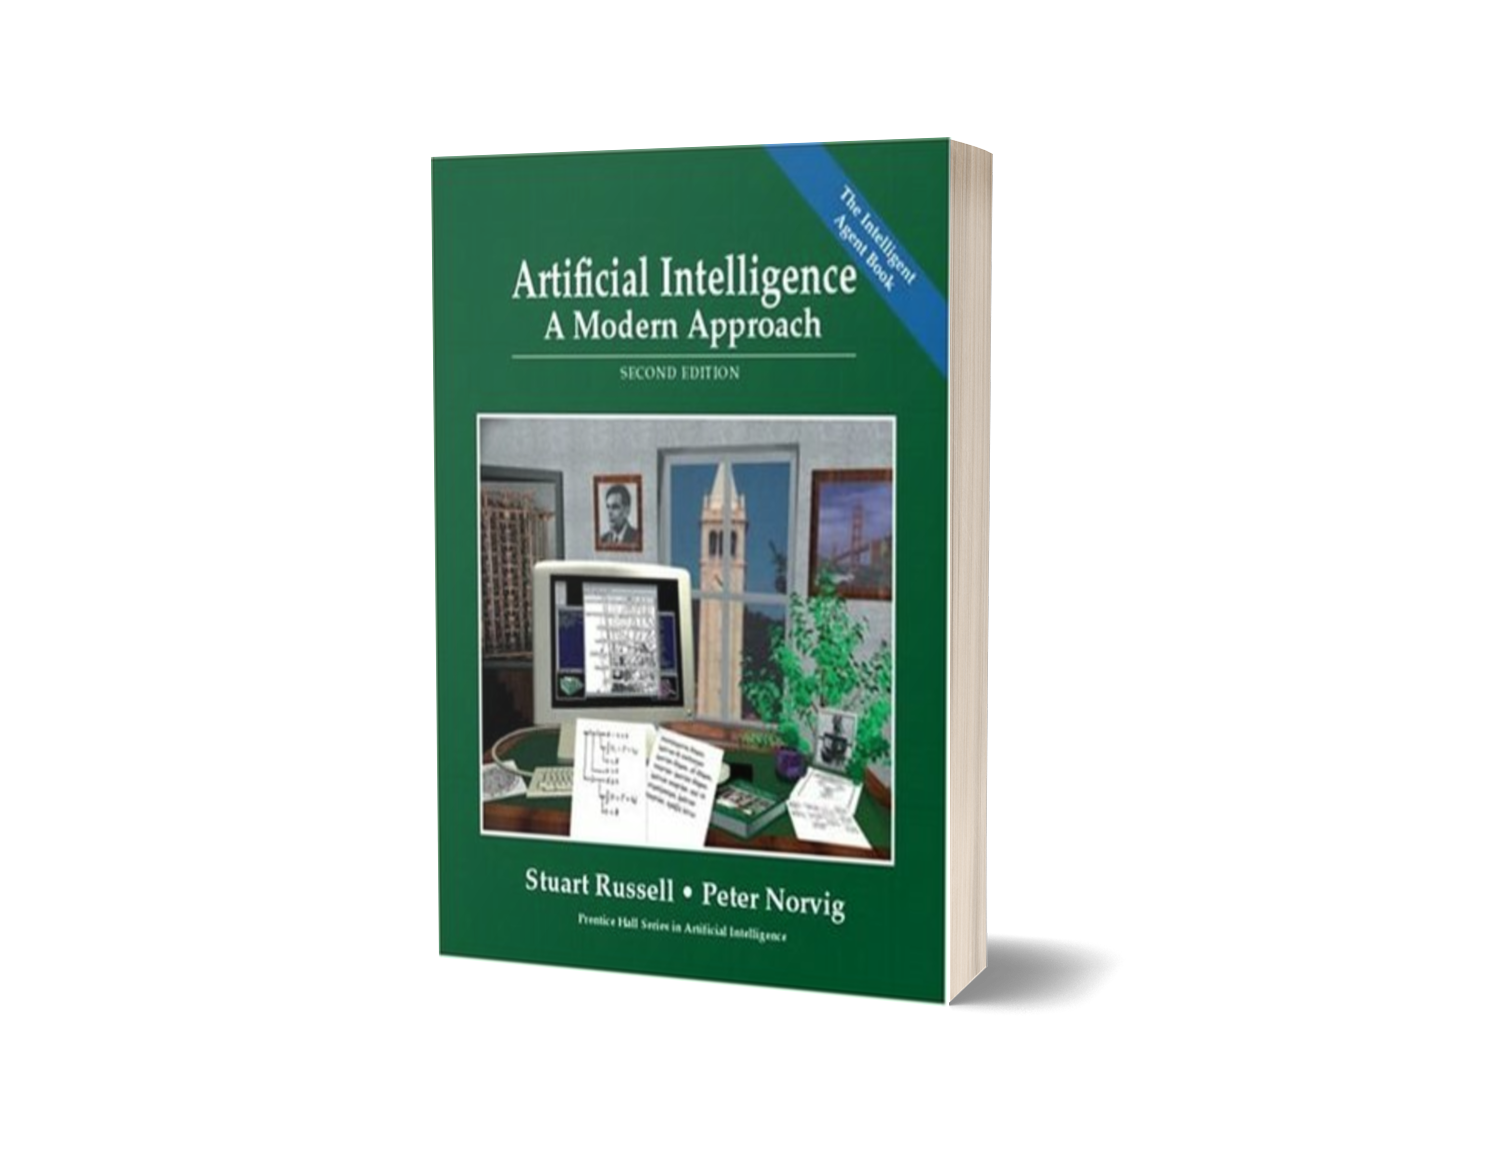 The Intelligent
Agent Book
Artificial Intelligence
A Modern Approach
SECOND EDITION
Stuart Russell • Peter Norvig
Prentice Hall Series in Artificial Intelligence